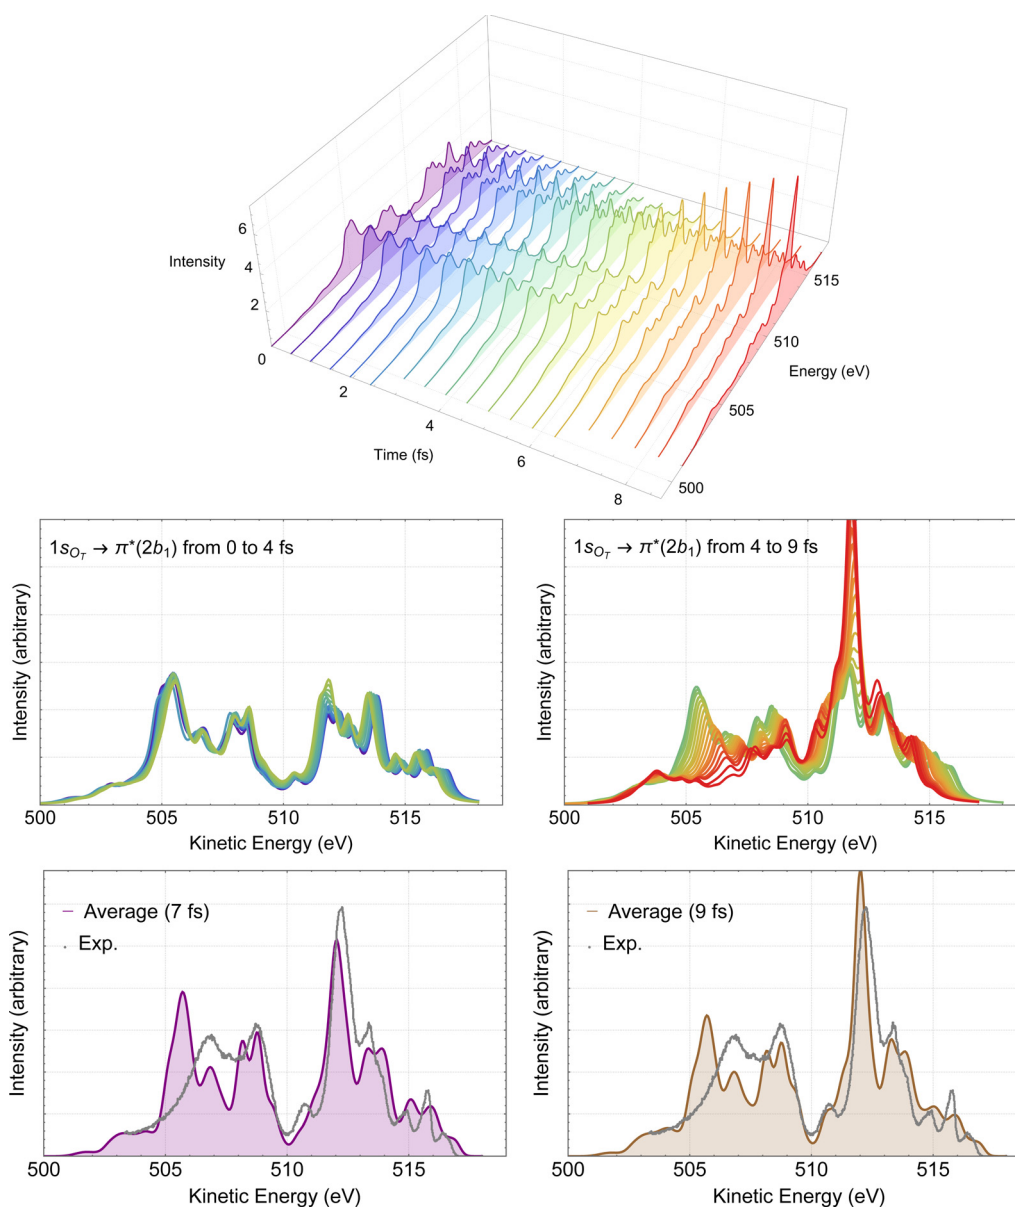 6
Intensity
4
2
0
2
4
6
8
Time (fs)
500
505
510
515
Energy (eV)
1s_{O_T} → π*(2b₁) from 0 to 4 fs
Intensity (arbitrary)
500 505 510 515
Kinetic Energy (eV)
1s_{O_T} → π*(2b₁) from 4 to 9 fs
Intensity (arbitrary)
500 505 510 515
Kinetic Energy (eV)
Average (7 fs)
Exp.
Intensity (arbitrary)
500 505 510 515
Kinetic Energy (eV)
Average (9 fs)
Exp.
Intensity (arbitrary)
500 505 510 515
Kinetic Energy (eV)